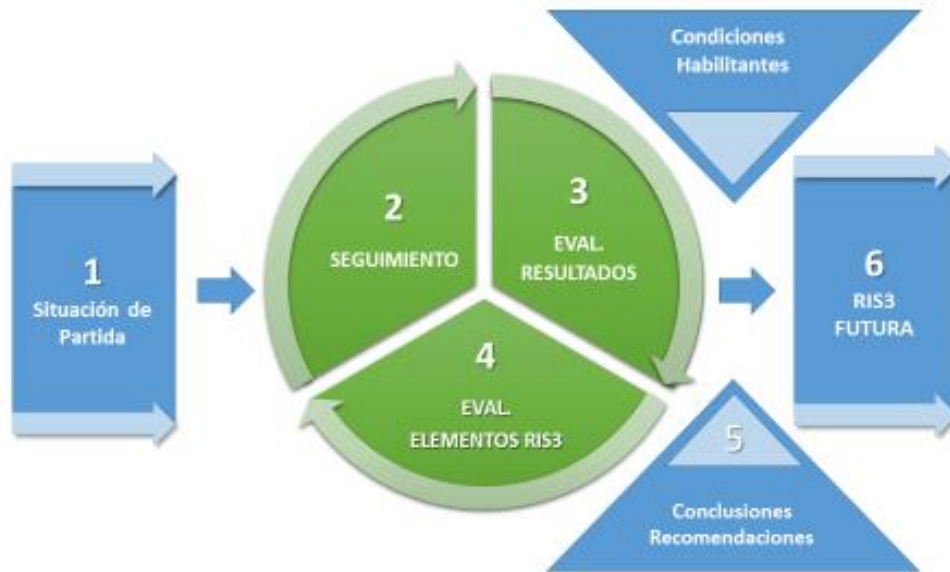 1
Situación de
Partida
2
SEGUIMIENTO
3
EVAL.
RESULTADOS
4
EVAL.
ELEMENTOS RIS3
Condiciones
Habilitantes
5
Conclusiones
Recomendaciones
6
RIS3
FUTURA